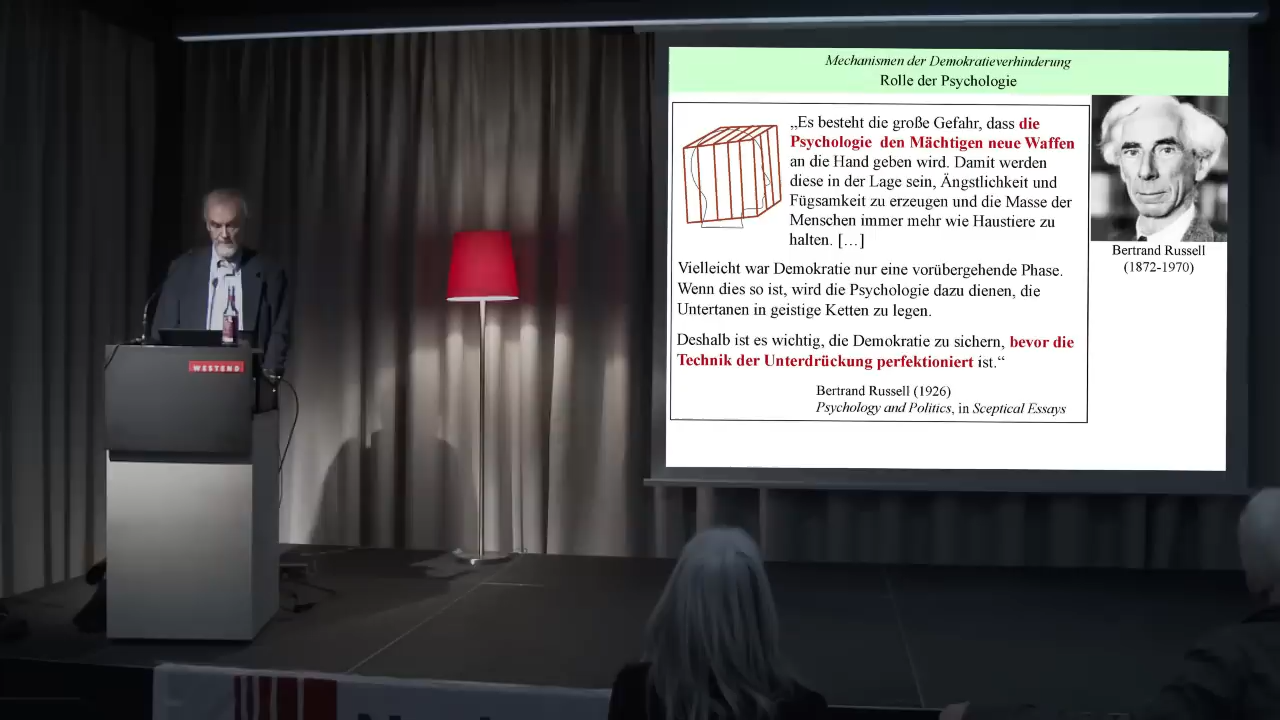 Mechanismen der Demokratieverhinderung
Rolle der Psychologie
„Es besteht die große Gefahr, dass die
Psychologie den Mächtigen neue Waffen
an die Hand geben wird. Damit werden
diese in der Lage sein, Ängstlichkeit und
Fügsamkeit zu erzeugen und die Masse der
Menschen immer mehr wie Haustiere zu
halten. […]
Vielleicht war Demokratie nur eine vorübergehende Phase.
Wenn dies so ist, wird die Psychologie dazu dienen, die
Untertanen in geistige Ketten zu legen.
Deshalb ist es wichtig, die Demokratie zu sichern, bevor die
Technik der Unterdrückung perfektioniert ist.“
Bertrand Russell (1926)
Psychology and Politics, in Sceptical Essays
Bertrand Russell
(1872-1970)
WESTEND